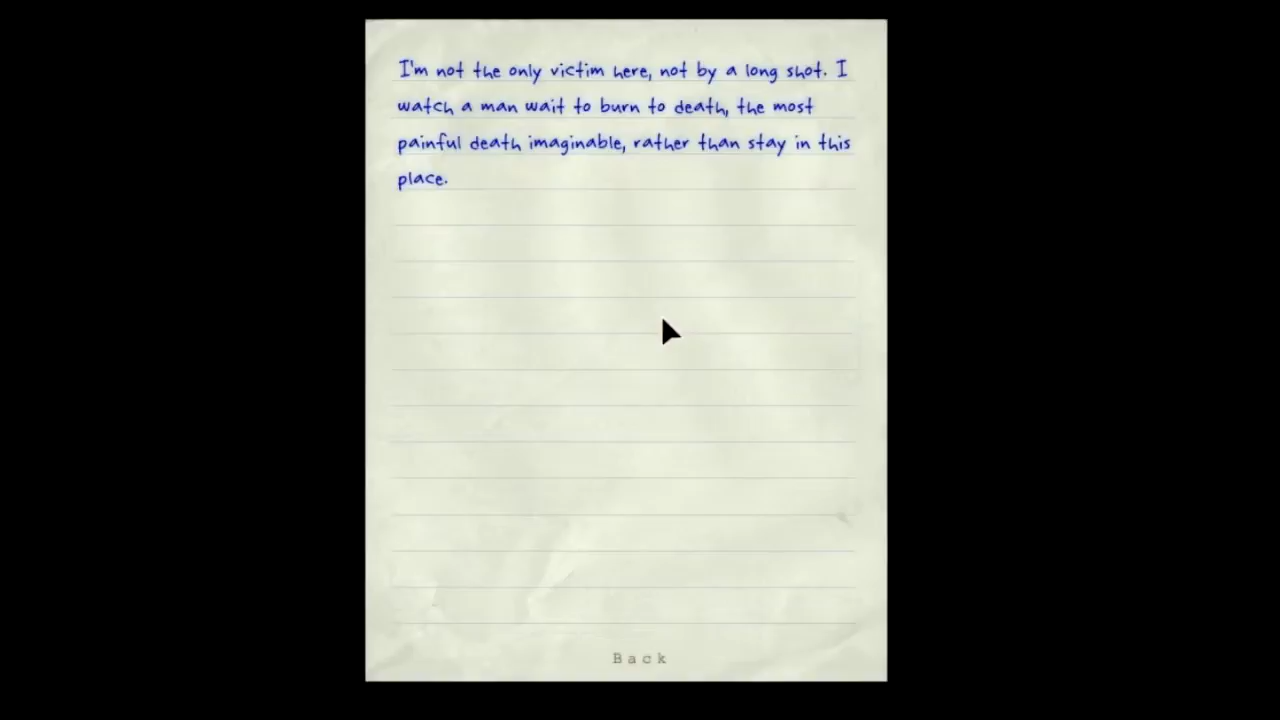 I'm not the only victim here, not by a long shot. I
watch a man wait to burn to death, the most
painful death imaginable, rather than stay in this
place.
Back